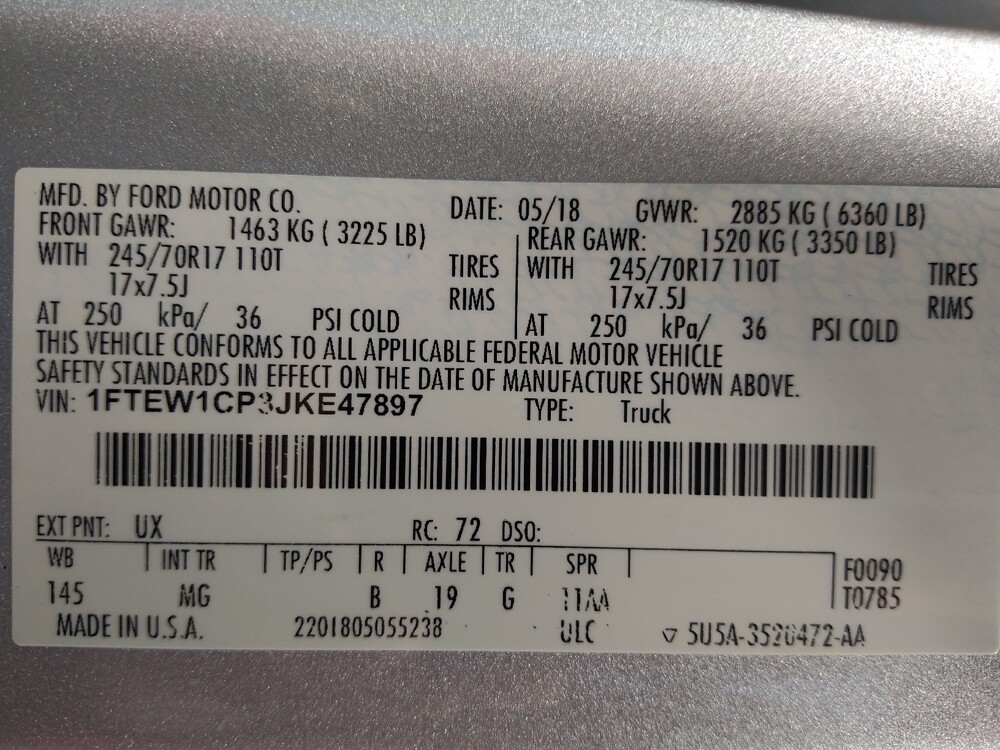 MFD. BY FORD MOTOR CO. DATE: 05/18 GVWR: 2885 KG ( 6360 LB)
FRONT GAWR: 1463 KG ( 3225 LB) REAR GAWR: 1520 KG ( 3350 LB)
WITH 245/70R17 110T TIRES WITH 245/70R17 110T TIRES
17x7.5J RIMS 17x7.5J RIMS
AT 250 kPa/ 36 PSI COLD AT 250 kPa/ 36 PSI COLD
THIS VEHICLE CONFORMS TO ALL APPLICABLE FEDERAL MOTOR VEHICLE
SAFETY STANDARDS IN EFFECT ON THE DATE OF MANUFACTURE SHOWN ABOVE.
VIN: 1FTEW1CP3JKE47897 TYPE: Truck
EXT PNT: UX RC: 72 DSO:
WB INT TR TP/PS R AXLE TR SPR F0090
145 MG B 19 G 11AA T0785
MADE IN U.S.A. 2201805055238 ULC 5U5A-3520472-AA